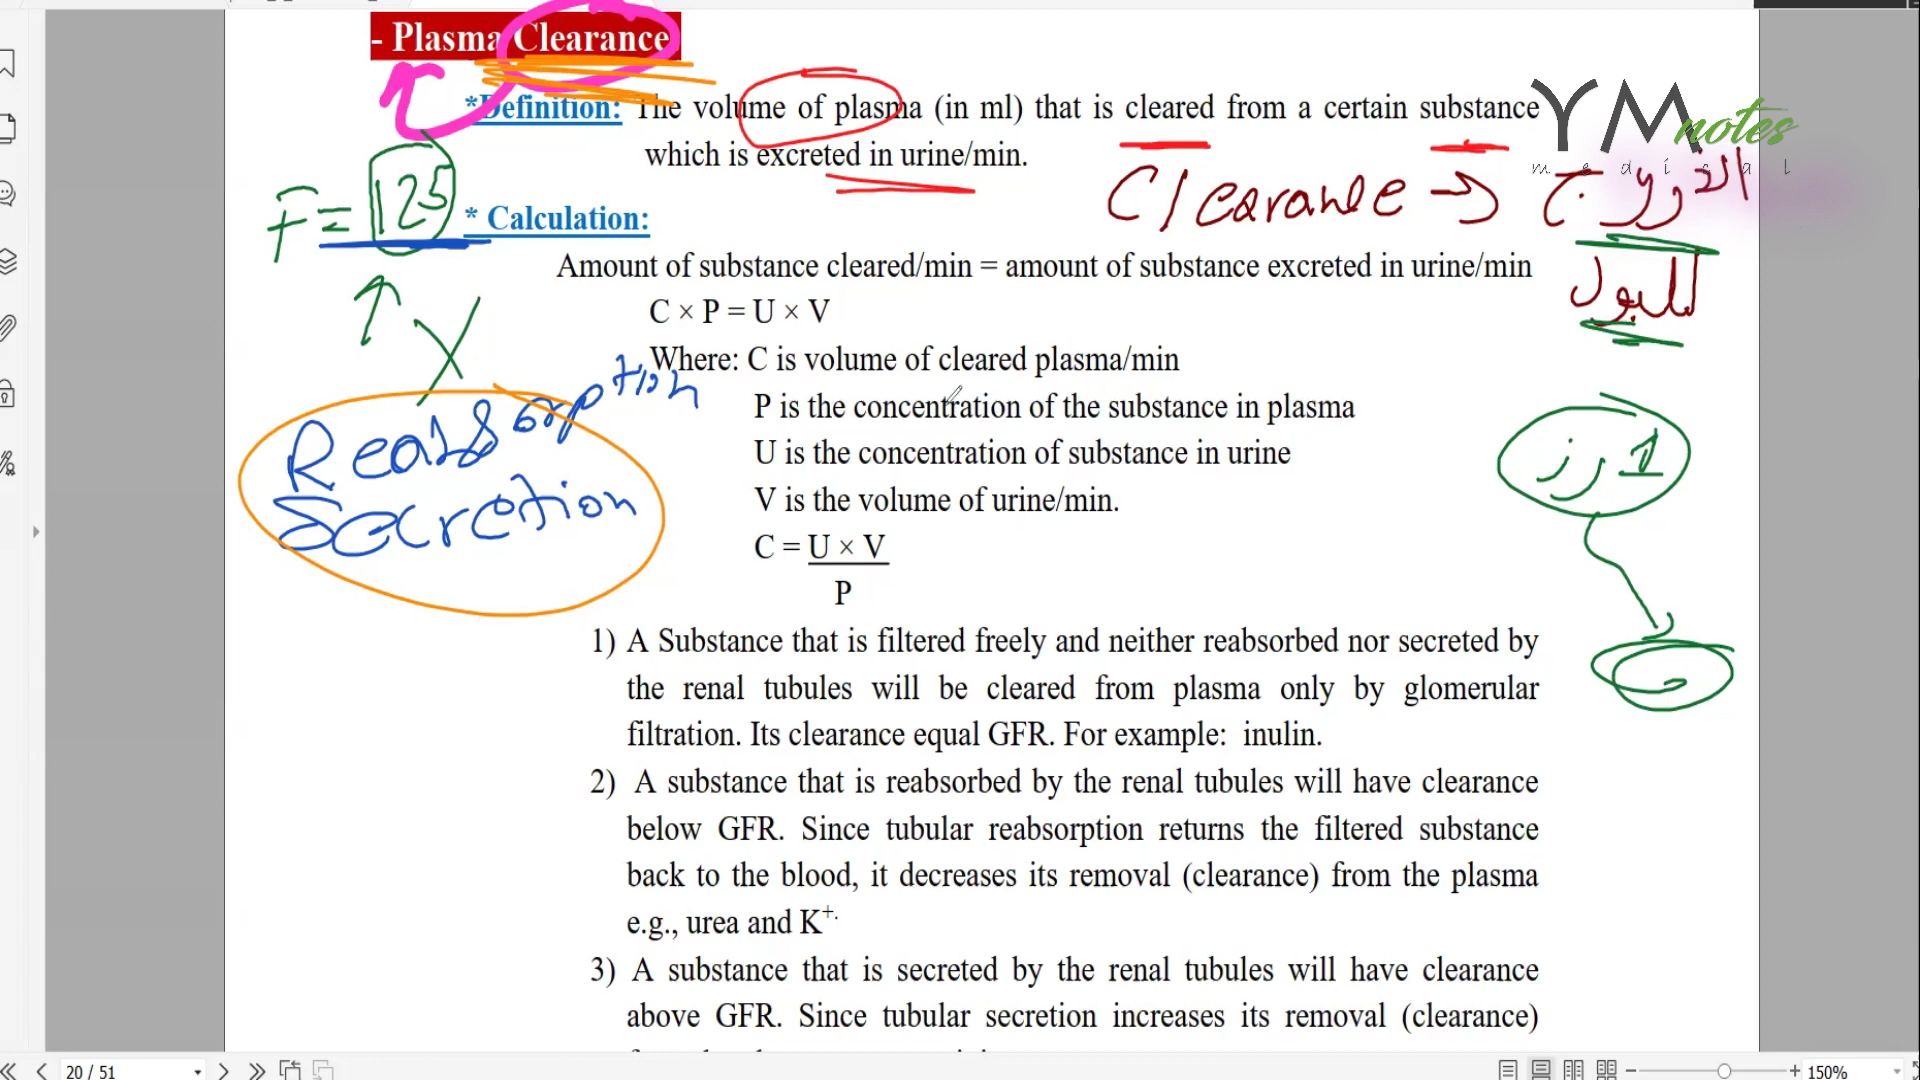 - Plasma Clearance
*Definition: The volume of plasma (in ml) that is cleared from a certain substance
which is excreted in urine/min.
YM notes
medical
Clearance → الخروج
للبول
F = 125
* Calculation:
Amount of substance cleared/min = amount of substance excreted in urine/min
C × P = U × V
X
Where: C is volume of cleared plasma/min
Reabsorption
Secretion
P is the concentration of the substance in plasma
U is the concentration of substance in urine
V is the volume of urine/min.
C = U × V
P
1) A Substance that is filtered freely and neither reabsorbed nor secreted by
the renal tubules will be cleared from plasma only by glomerular
filtration. Its clearance equal GFR. For example: inulin.
2) A substance that is reabsorbed by the renal tubules will have clearance
below GFR. Since tubular reabsorption returns the filtered substance
back to the blood, it decreases its removal (clearance) from the plasma
e.g., urea and K+.
3) A substance that is secreted by the renal tubules will have clearance
above GFR. Since tubular secretion increases its removal (clearance)
20 / 51
150%